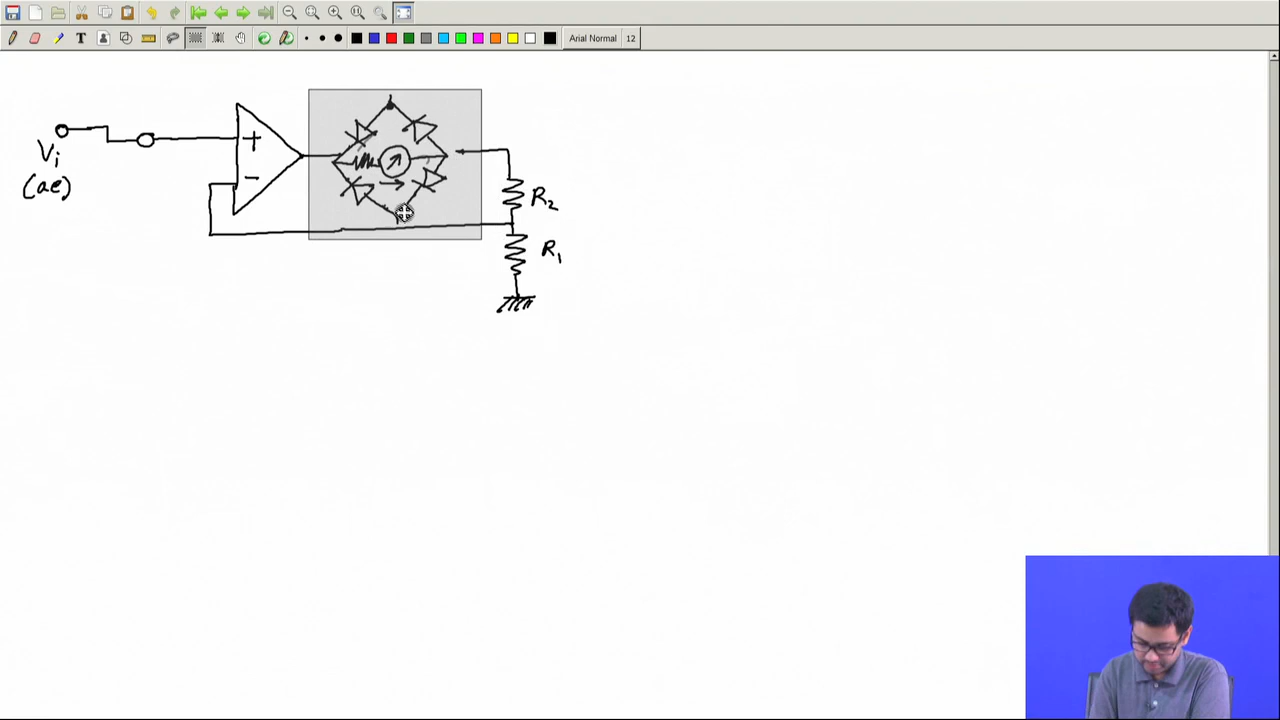 Arial Normal 12
+
Vi
(ac)
−
R2
R1